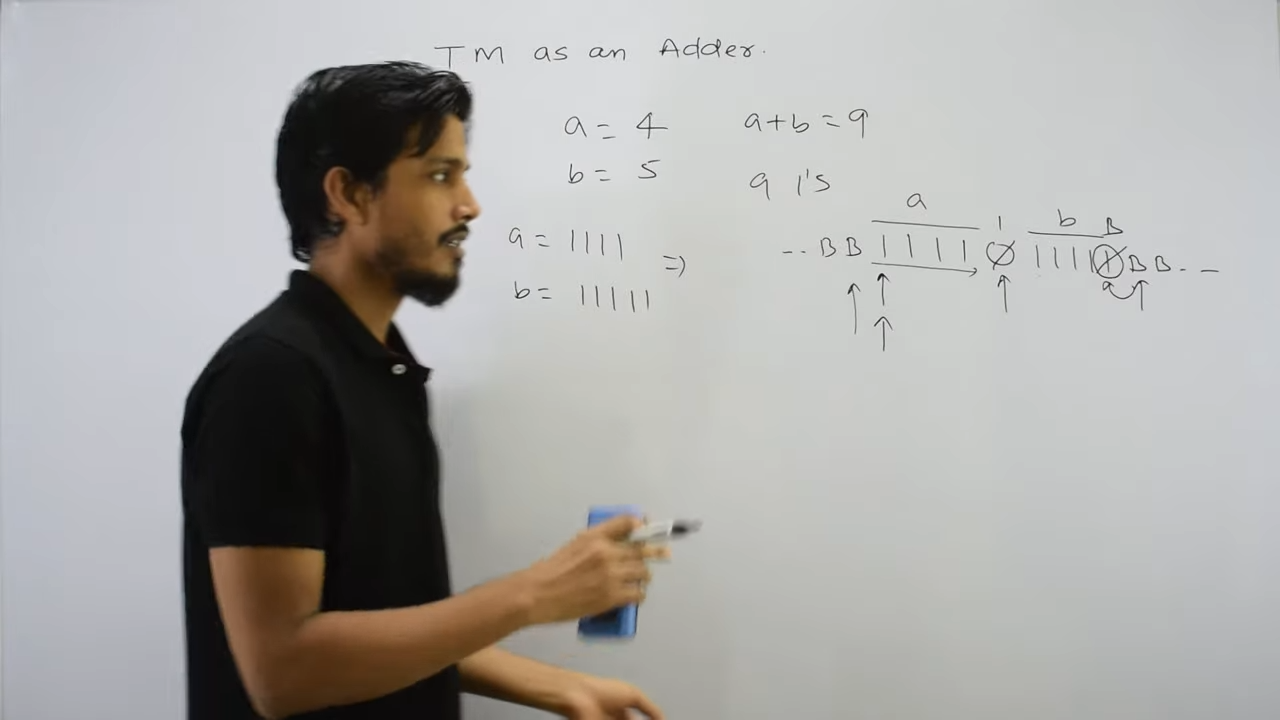 TM as an Adder.
a = 4 a+b = 9
b = 5 9 1's
a b B
1
a = 1111 => -- B B 1 1 1 1 0 1 1 1 1 1 B B - -
b = 11111